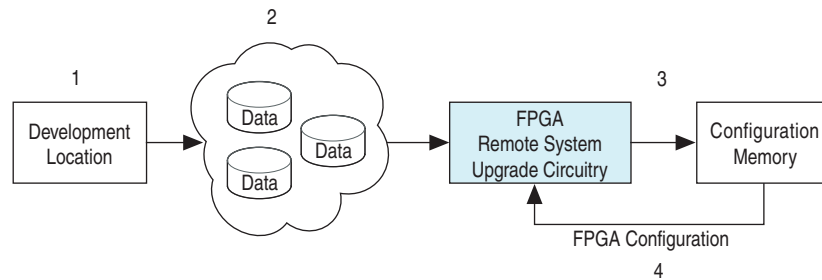 1
2
3
Development
Location
Data
Data
Data
FPGA
Remote System
Upgrade Circuitry
Configuration
Memory
FPGA Configuration
4